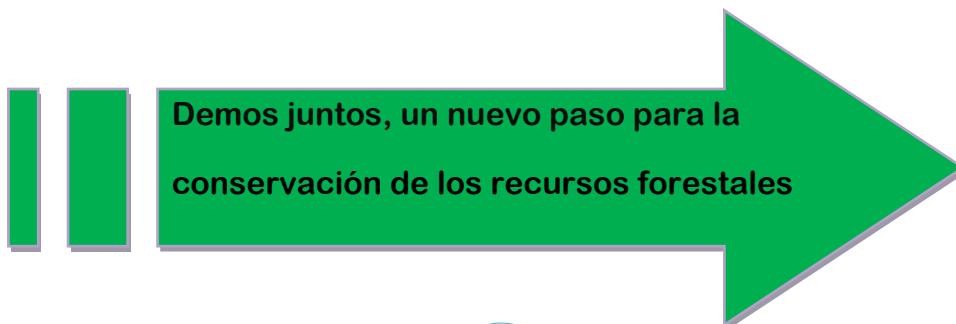 Demos juntos, un nuevo paso para la
conservación de los recursos forestales